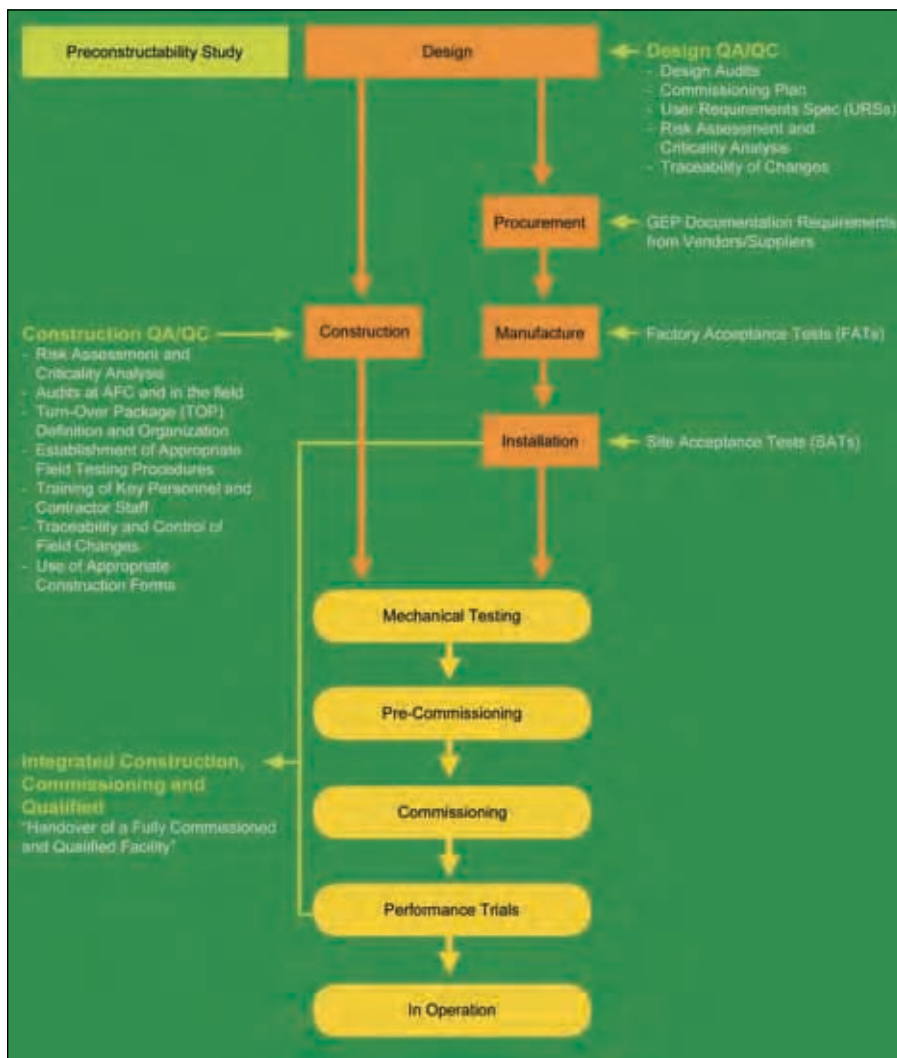 Preconstructability Study
Design
Design QA/QC
- Design Audits
- Commissioning Plan
- User Requirements Spec (URSs)
- Risk Assessment and
Criticality Analysis
- Traceability of Changes
Procurement
GEP Documentation Requirements
from Vendors/Suppliers
Construction QA/QC
- Risk Assessment and
Criticality Analysis
- Audits at AFC and in the field
- Turn-Over Package (TOP)
Definition and Organization
- Establishment of Appropriate
Field Testing Procedures
- Training of Key Personnel and
Contractor Staff
- Traceability and Control of
Field Changes
- Use of Appropriate
Construction Forms
Construction
Manufacture
Factory Acceptance Tests (FATs)
Installation
Site Acceptance Tests (SATs)
Mechanical Testing
Pre-Commissioning
Integrated Construction,
Commissioning and
Qualified
"Handover of a Fully Commissioned
and Qualified Facility"
Commissioning
Performance Trials
In Operation